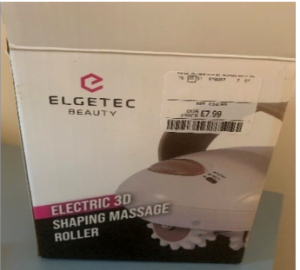 ELGETEC
BEAUTY
£7.99
ELECTRIC 3D
SHAPING MASSAGE
ROLLER